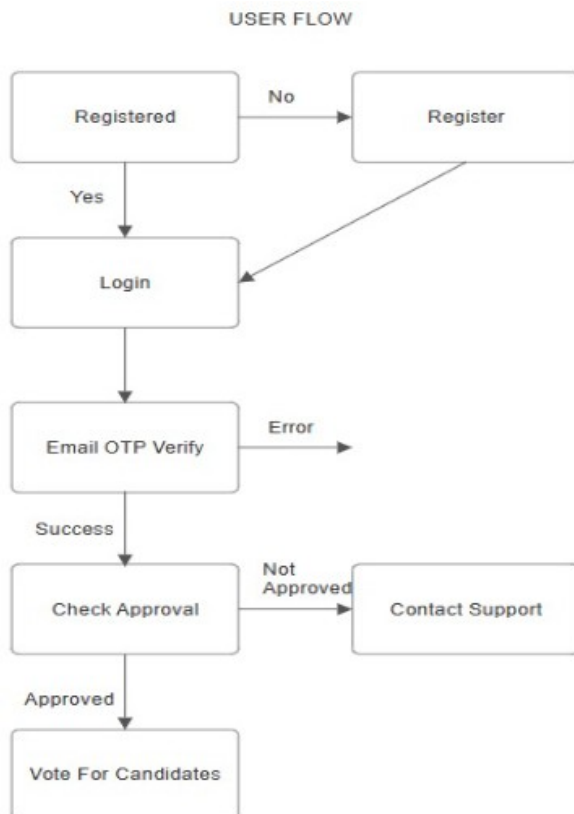 USER FLOW
Registered
No
Register
Yes
Login
Email OTP Verify
Error
Success
Check Approval
Not
Approved
Contact Support
Approved
Vote For Candidates